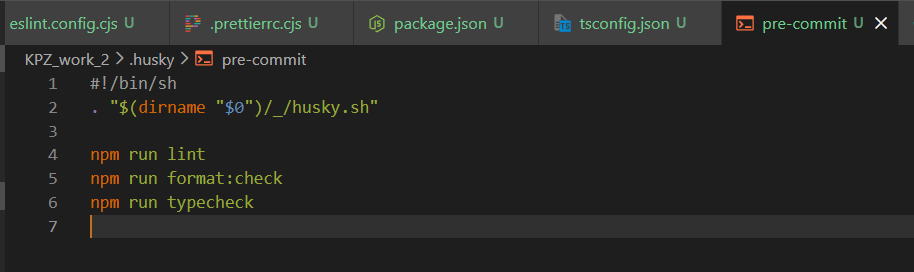 eslint.config.cjs U .prettierrc.cjs U JS package.json U TS tsconfig.json U pre-commit U
KPZ_work_2 > .husky > pre-commit
1 #!/bin/sh
2 . "$(dirname "$0")/_/husky.sh"
3
4 npm run lint
5 npm run format:check
6 npm run typecheck
7